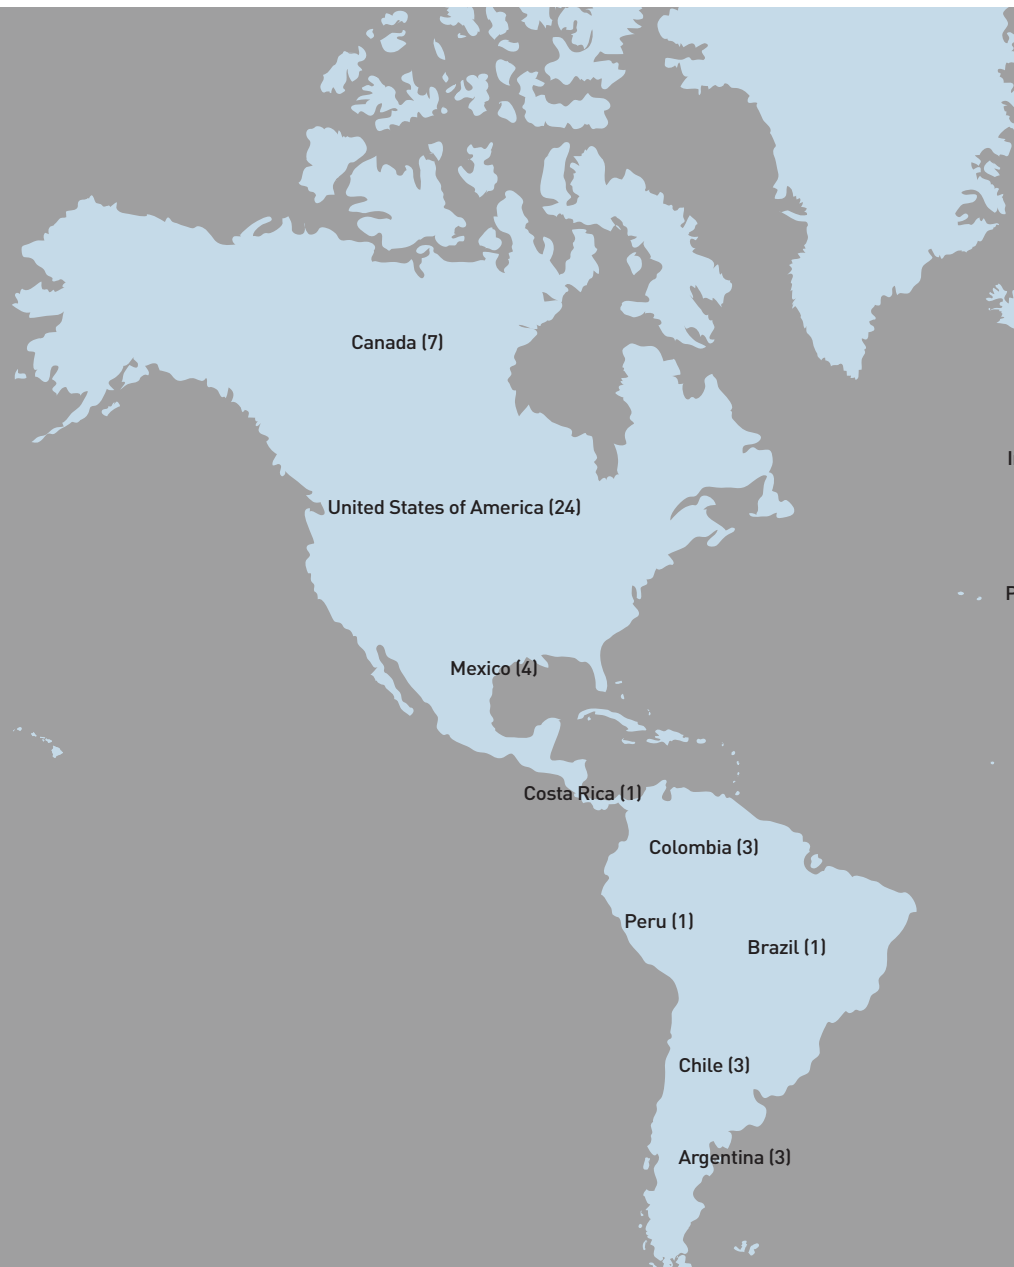 Canada (7)
United States of America (24)
Mexico (4)
Costa Rica (1)
Colombia (3)
Peru (1)
Brazil (1)
Chile (3)
Argentina (3)